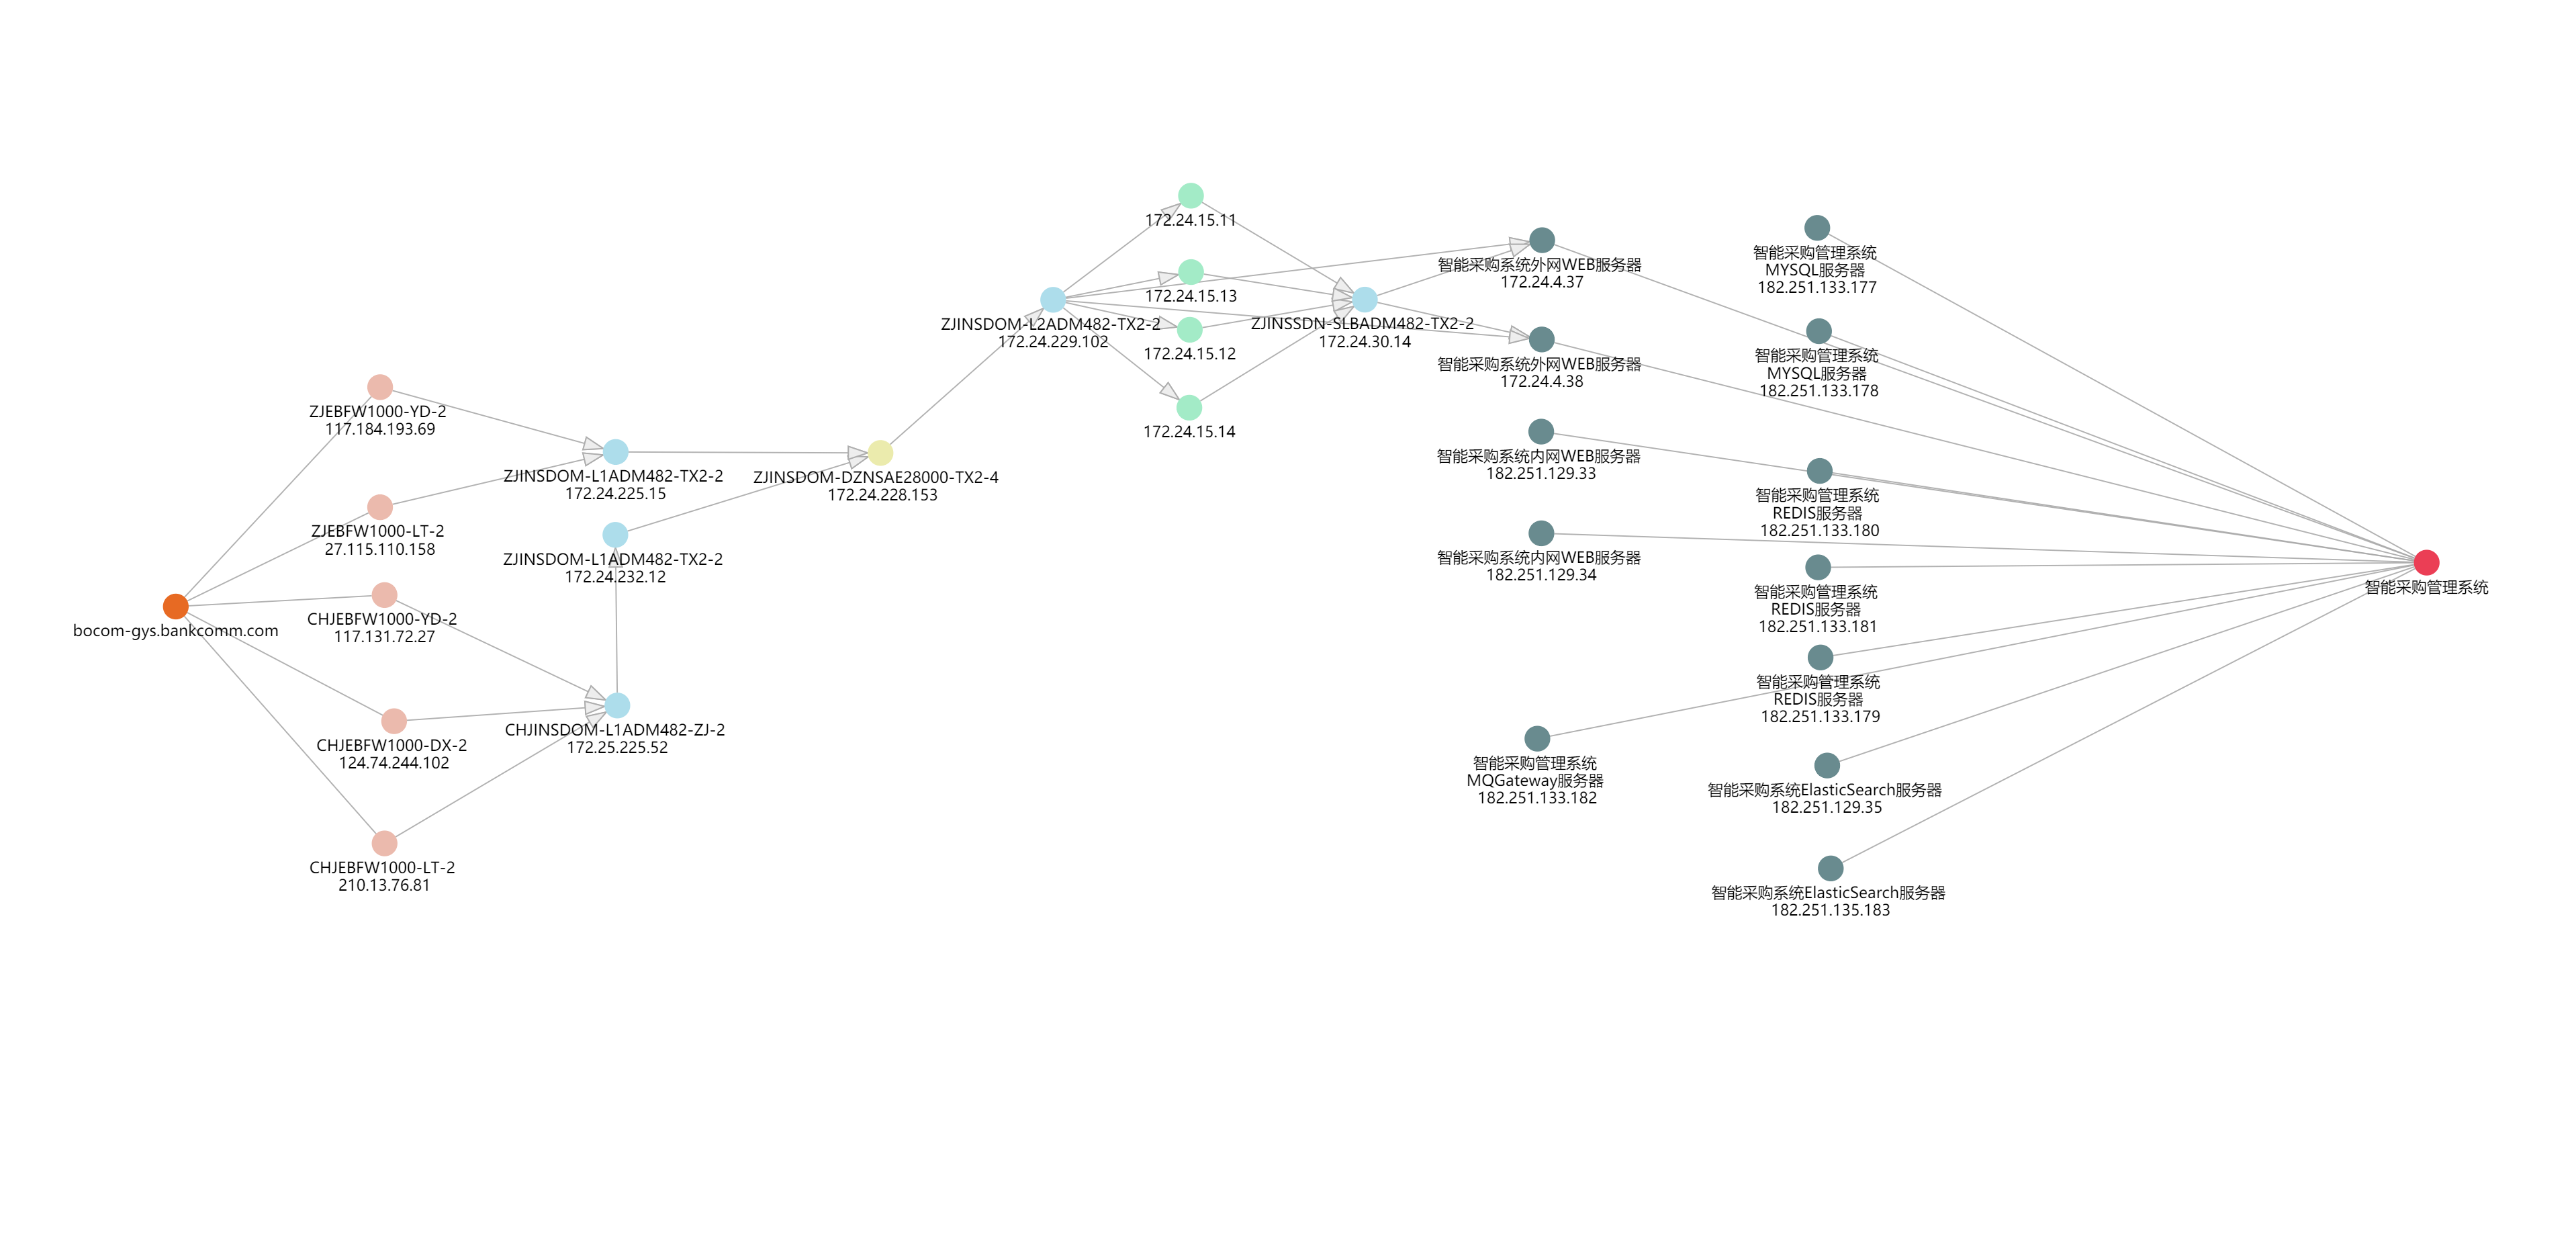 bocom-gys.bankcomm.com
ZJEBFW1000-YD-2
117.184.193.69
ZJEBFW1000-LT-2
27.115.110.158
CHJEBFW1000-YD-2
117.131.72.27
CHJEBFW1000-DX-2
124.74.244.102
CHJEBFW1000-LT-2
210.13.76.81
ZJINSDOM-L1ADM482-TX2-2
172.24.225.15
ZJINSDOM-L1ADM482-TX2-2
172.24.232.12
CHJINSDOM-L1ADM482-ZJ-2
172.25.225.52
ZJINSDOM-DZNSAE28000-TX2-4
172.24.228.153
ZJINSDOM-L2ADM482-TX2-2
172.24.229.102
172.24.15.11
172.24.15.13
172.24.15.12
172.24.15.14
ZJINSSDN-SLBADM482-TX2-2
172.24.30.14
智能采购系统外网WEB服务器
172.24.4.37
智能采购系统外网WEB服务器
172.24.4.38
智能采购系统内网WEB服务器
182.251.129.33
智能采购系统内网WEB服务器
182.251.129.34
智能采购管理系统
MQGateway服务器
182.251.133.182
智能采购管理系统
MYSQL服务器
182.251.133.177
智能采购管理系统
MYSQL服务器
182.251.133.178
智能采购管理系统
REDIS服务器
182.251.133.180
智能采购管理系统
REDIS服务器
182.251.133.181
智能采购管理系统
REDIS服务器
182.251.133.179
智能采购系统ElasticSearch服务器
182.251.129.35
智能采购系统ElasticSearch服务器
182.251.135.183
智能采购管理系统